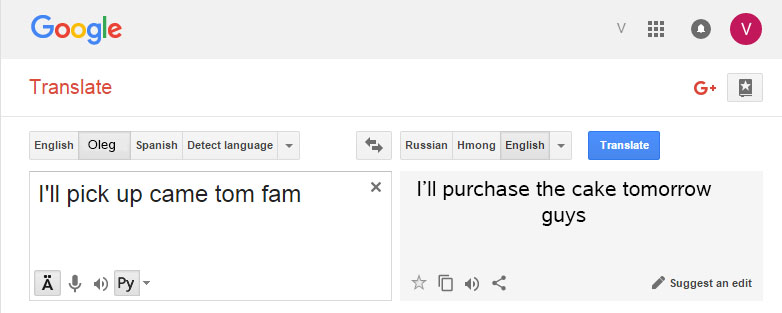 Google
V
V
Translate
G+
English Oleg Spanish Detect language
Russian Hmong English
Translate
I'll pick up came tom fam
I'll purchase the cake tomorrow
guys
Ä
Ру
Suggest an edit